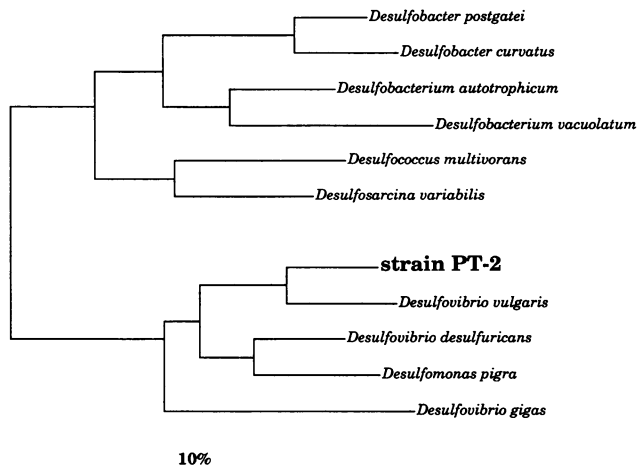 Desulfobacter postgatei
Desulfobacter curvatus
Desulfobacterium autotrophicum
Desulfobacterium vacuolatum
Desulfococcus multivorans
Desulfosarcina variabilis
strain PT-2
Desulfovibrio vulgaris
Desulfovibrio desulfuricans
Desulfomonas pigra
Desulfovibrio gigas
10%